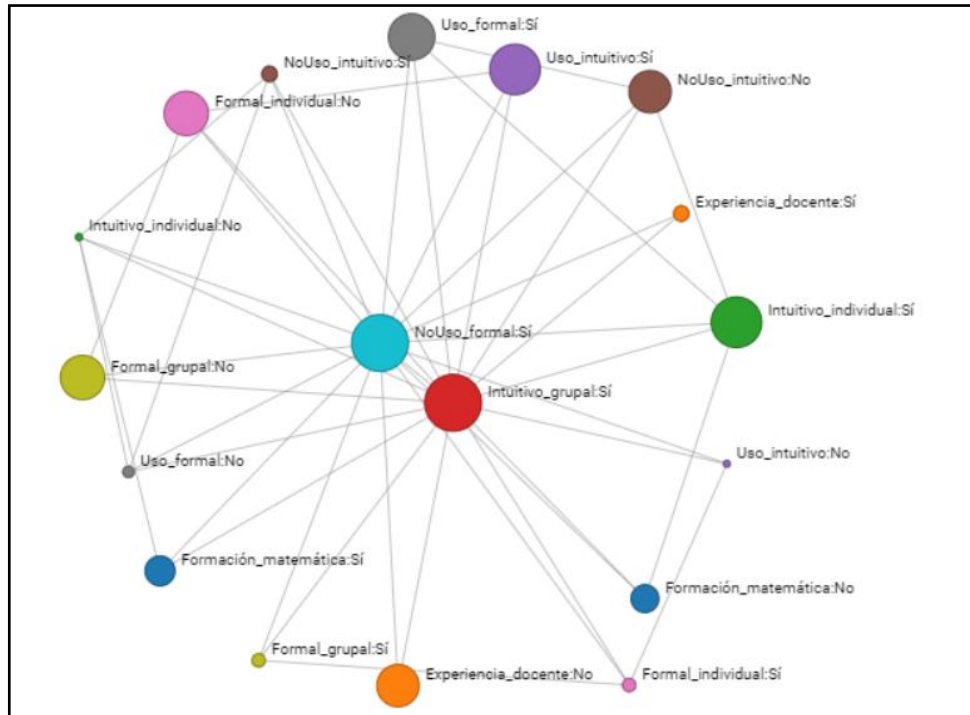 Uso_formal:Sí
Uso_intuitivo:Sí
NoUso_intuitivo:Sí
NoUso_intuitivo:No
Formal_individual:No
Experiencia_docente:Sí
Intuitivo_individual:No
Intuitivo_individual:Sí
NoUso_formal:Sí
Formal_grupal:No
Intuitivo_grupal:Sí
Uso_intuitivo:No
Uso_formal:No
Formación_matemática:Sí
Formación_matemática:No
Formal_grupal:Sí
Experiencia_docente:No
Formal_individual:Sí